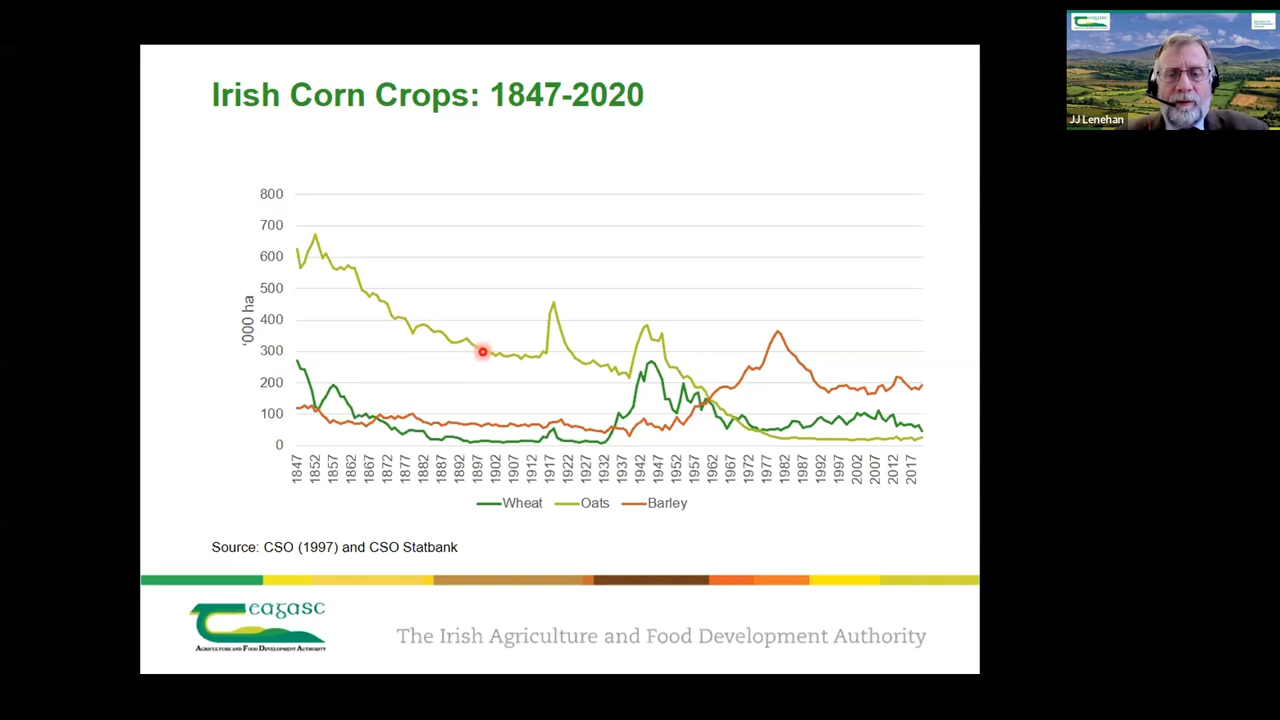 Irish Corn Crops: 1847-2020
800
700
600
500
400
300
200
100
0
'000 ha
1847 1852 1857 1862 1867 1872 1877 1882 1887 1892 1897 1902 1907 1912 1917 1922 1927 1932 1937 1942 1947 1952 1957 1962 1967 1972 1977 1982 1987 1992 1997 2002 2007 2012 2017
Wheat Oats Barley
Source: CSO (1997) and CSO Statbank
Teagasc
AGRICULTURE AND FOOD DEVELOPMENT AUTHORITY
The Irish Agriculture and Food Development Authority
Teagasc
JJ Lenehan